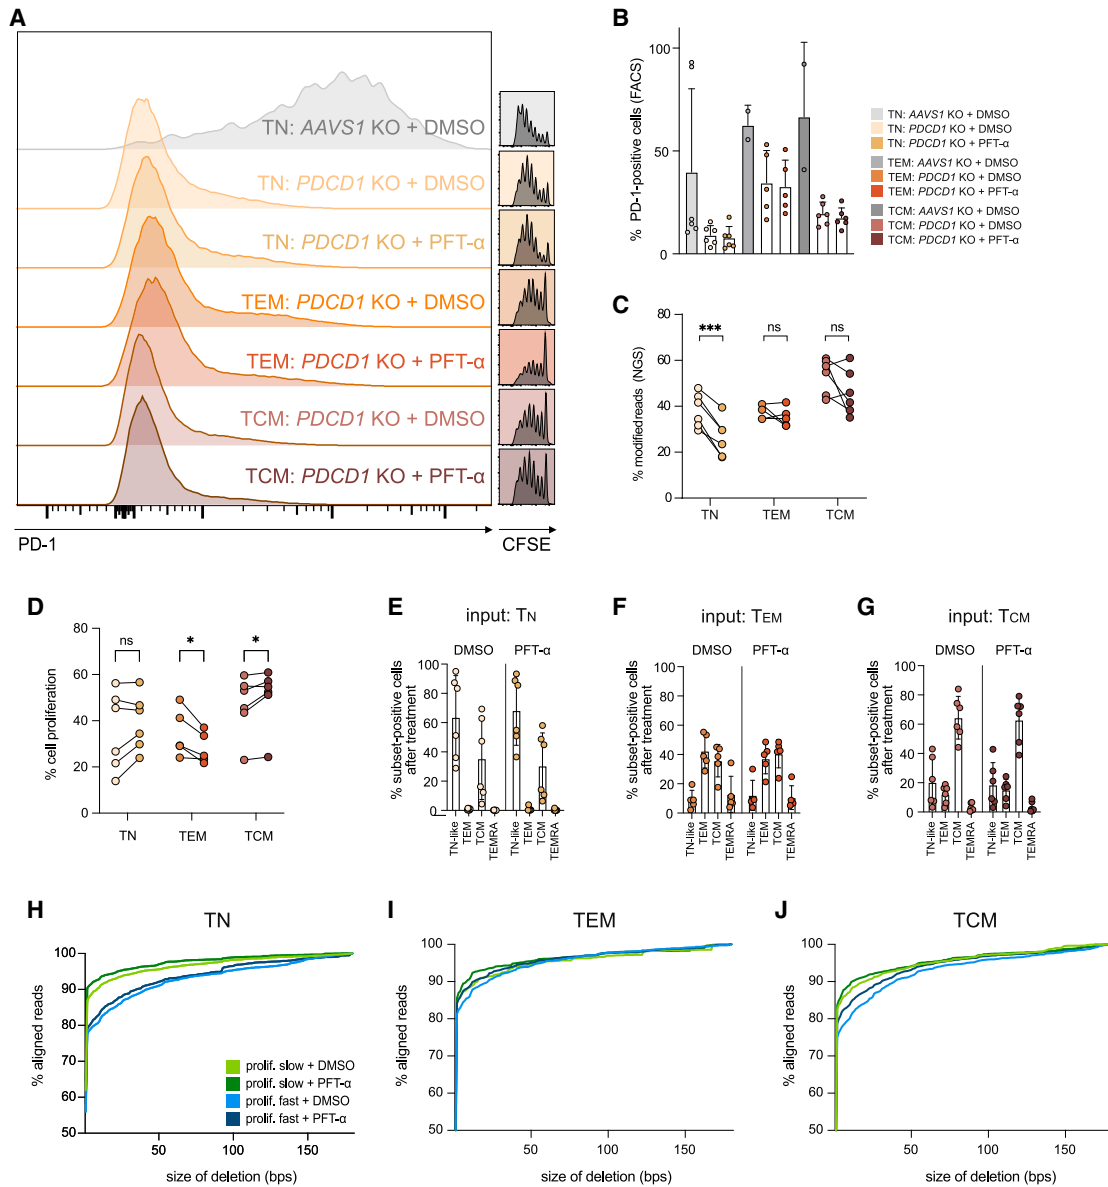 A
TN: AAVS1 KO + DMSO
TN: PDCD1 KO + DMSO
TN: PDCD1 KO + PFT-α
TEM: PDCD1 KO + DMSO
TEM: PDCD1 KO + PFT-α
TCM: PDCD1 KO + DMSO
TCM: PDCD1 KO + PFT-α
PD-1
CFSE
B
% PD-1-positive cells (FACS)
100
50
0
TN: AAVS1 KO + DMSO
TN: PDCD1 KO + DMSO
TN: PDCD1 KO + PFT-α
TEM: AAVS1 KO + DMSO
TEM: PDCD1 KO + DMSO
TEM: PDCD1 KO + PFT-α
TCM: AAVS1 KO + DMSO
TCM: PDCD1 KO + DMSO
TCM: PDCD1 KO + PFT-α
C
% modified reads (NGS)
80
60
40
20
0
***
ns
ns
TN
TEM
TCM
D
% cell proliferation
80
60
40
20
0
ns
*
*
TN
TEM
TCM
E
input: TN
DMSO
PFT-α
% subset-positive cells
after treatment
100
80
60
40
20
0
TN-like
TEM
TCM
TEMRA
TN-like
TEM
TCM
TEMRA
F
input: TEM
DMSO
PFT-α
% subset-positive cells
after treatment
100
80
60
40
20
0
TN-like
TEM
TCM
TEMRA
TN-like
TEM
TCM
TEMRA
G
input: TCM
DMSO
PFT-α
% subset-positive cells
after treatment
100
80
60
40
20
0
TN-like
TEM
TCM
TEMRA
TN-like
TEM
TCM
TEMRA
H
TN
% aligned reads
100
90
80
70
60
50
prolif. slow + DMSO
prolif. slow + PFT-α
prolif. fast + DMSO
prolif. fast + PFT-α
50
100
150
size of deletion (bps)
I
TEM
% aligned reads
100
90
80
70
60
50
50
100
150
size of deletion (bps)
J
TCM
% aligned reads
100
90
80
70
60
50
50
100
150
size of deletion (bps)